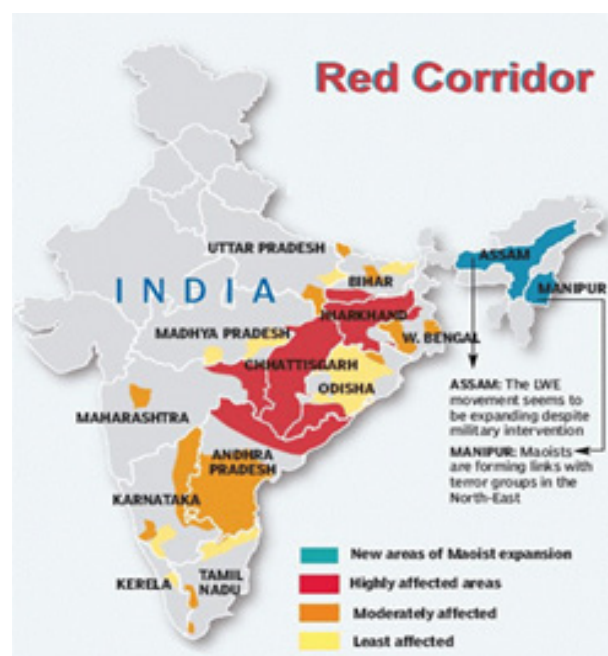 Red Corridor
UTTAR PRADESH
ASSAM
BIHAR
MANIPUR
INDIA
JHARKHAND
MADHYA PRADESH
W. BENGAL
CHHATTISGARH
ODISHA
ASSAM: The LWE
movement seems to
be expanding despite
military intervention
MAHARASHTRA
MANIPUR: Maoists
are forming links with
terror groups in the
North-East
ANDHRA
PRADESH
KARNATAKA
New areas of Maoist expansion
Highly affected areas
KERELA
TAMIL
NADU
Moderately affected
Least affected